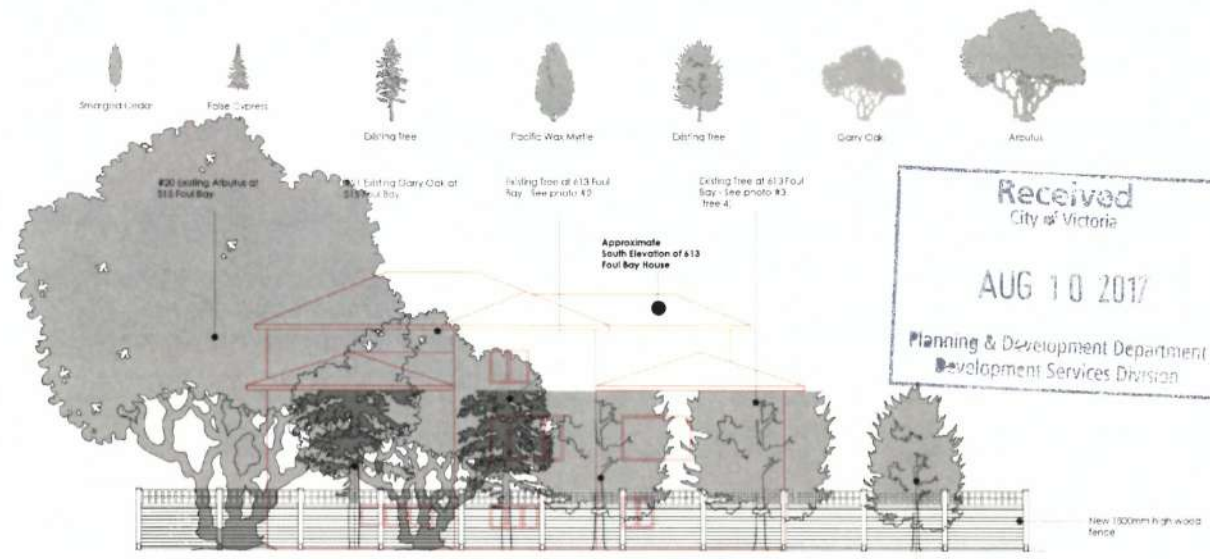 Smaragd Cedar
False Cypress
Existing Tree
Pacific Wax Myrtle
Existing Tree
Garry Oak
Arbutus
#20 Existing Arbutus at
515 Foul Bay
Existing Garry Oak at
515 Foul Bay
Existing Tree at 613 Foul
Bay - See photo #2
Existing Tree at 613 Foul
Bay - See photo #3
Tree 4
Approximate
South Elevation of 613
Foul Bay House
Received
City of Victoria
AUG 10 2017
Planning & Development Department
Development Services Division
New 1800mm high wood
fence